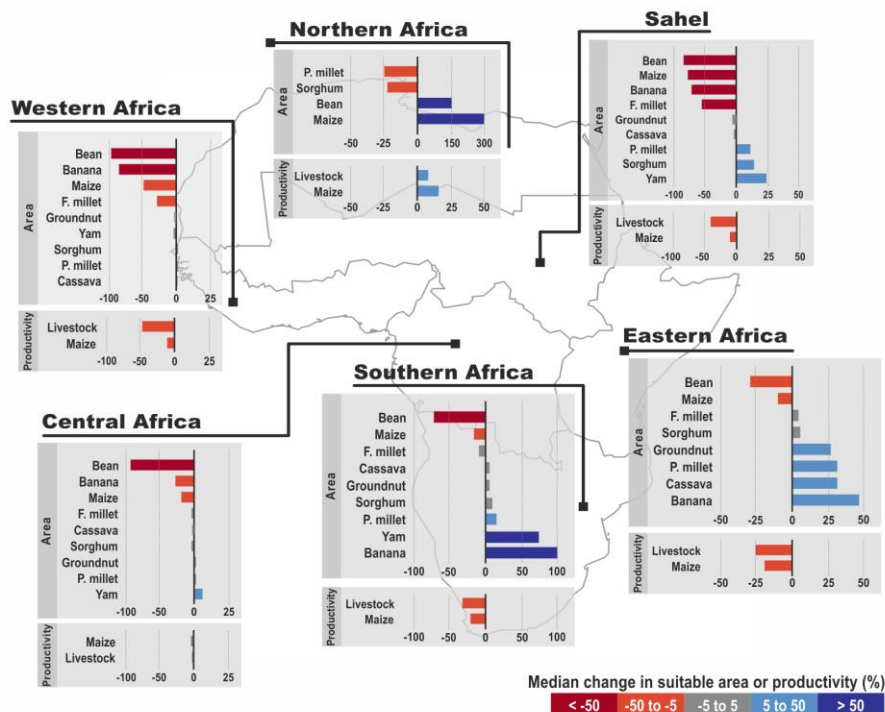 Northern Africa
Area
P. millet
Sorghum
Bean
Maize
-50 -25 0 150 300
Productivity
Livestock
Maize
-50 -25 0 25 50
Sahel
Area
Bean
Maize
Banana
F. millet
Groundnut
Cassava
P. millet
Sorghum
Yam
-100 -50 0 25 50
Productivity
Livestock
Maize
-100 -50 0 25 50
Western Africa
Area
Bean
Banana
Maize
F. millet
Groundnut
Yam
Sorghum
P. millet
Cassava
-100 -50 0 25
Productivity
Livestock
Maize
-100 -50 0 25
Eastern Africa
Area
Bean
Maize
F. millet
Sorghum
Groundnut
P. millet
Cassava
Banana
-50 -25 0 25 50
Productivity
Livestock
Maize
-50 -25 0 25 50
Southern Africa
Area
Bean
Maize
F. millet
Cassava
Groundnut
Sorghum
P. millet
Yam
Banana
-100 -50 0 50 100
Productivity
Livestock
Maize
-100 -50 0 50 100
Central Africa
Area
Bean
Banana
Maize
F. millet
Cassava
Sorghum
Groundnut
P. millet
Yam
-100 -50 0 25
Productivity
Maize
Livestock
-100 -50 0 25
Median change in suitable area or productivity (%)
< -50 -50 to -5 -5 to 5 5 to 50 > 50